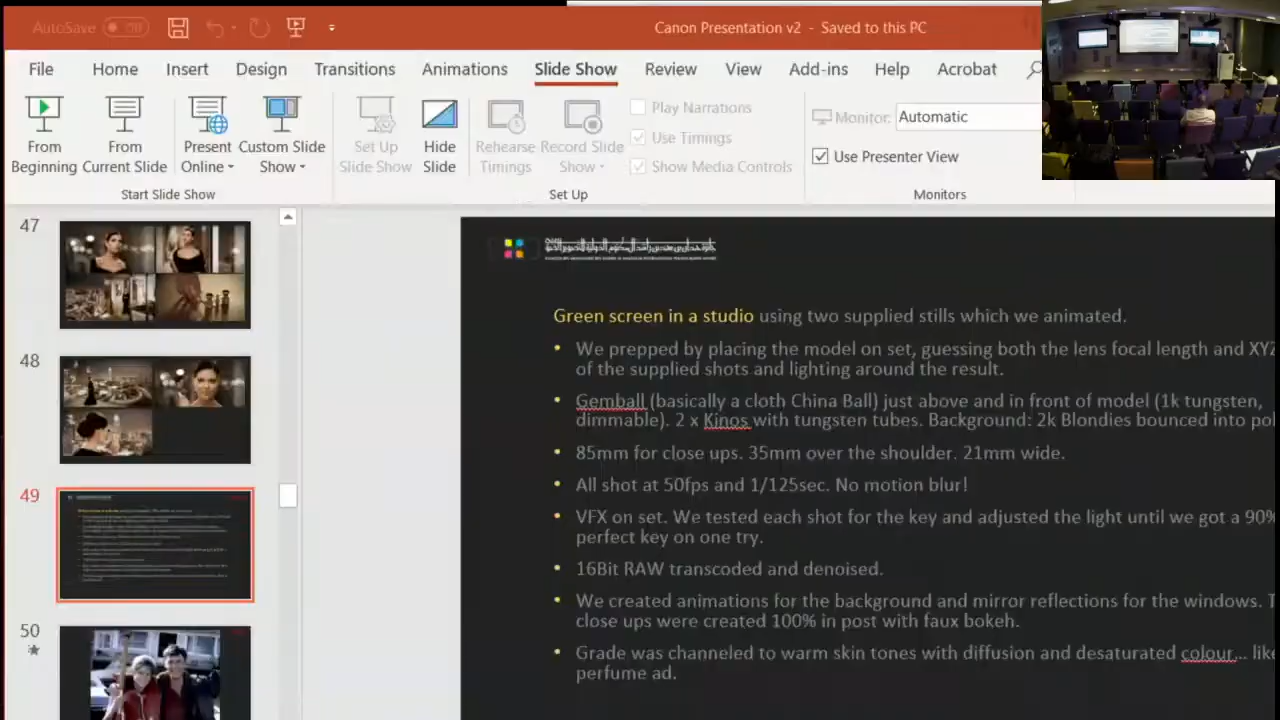 AutoSave Off
Canon Presentation v2 - Saved to this PC
File Home Insert Design Transitions Animations Slide Show Review View Add-ins Help Acrobat
From Beginning
From Current Slide
Present Online
Custom Slide Show
Set Up Slide Show
Hide Slide
Rehearse Timings
Record Slide Show
Play Narrations
Use Timings
Show Media Controls
Monitor: Automatic
Use Presenter View
Start Slide Show
Set Up
Monitors
47
48
49
50
Green screen in a studio using two supplied stills which we animated.
• We prepped by placing the model on set, guessing both the lens focal length and XYZ
of the supplied shots and lighting around the result.
• Gemball (basically a cloth China Ball) just above and in front of model (1k tungsten,
dimmable). 2 x Kinos with tungsten tubes. Background: 2k Blondies bounced into
• 85mm for close ups. 35mm over the shoulder. 21mm wide.
• All shot at 50fps and 1/125sec. No motion blur!
• VFX on set. We tested each shot for the key and adjusted the light until we got a 90%
perfect key on one try.
• 16Bit RAW transcoded and denoised.
• We created animations for the background and mirror reflections for the windows.
close ups were created 100% in post with faux bokeh.
• Grade was channeled to warm skin tones with diffusion and desaturated colour... like
perfume ad.